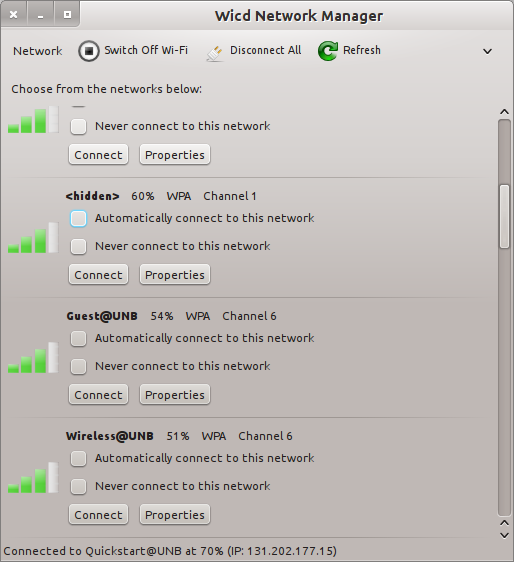 Wicd Network Manager
Network Switch Off Wi-Fi Disconnect All Refresh
Choose from the networks below:
Never connect to this network
Connect Properties
<hidden> 60% WPA Channel 1
Automatically connect to this network
Never connect to this network
Connect Properties
Guest@UNB 54% WPA Channel 6
Automatically connect to this network
Never connect to this network
Connect Properties
Wireless@UNB 51% WPA Channel 6
Automatically connect to this network
Never connect to this network
Connect Properties
Connected to Quickstart@UNB at 70% (IP: 131.202.177.15)